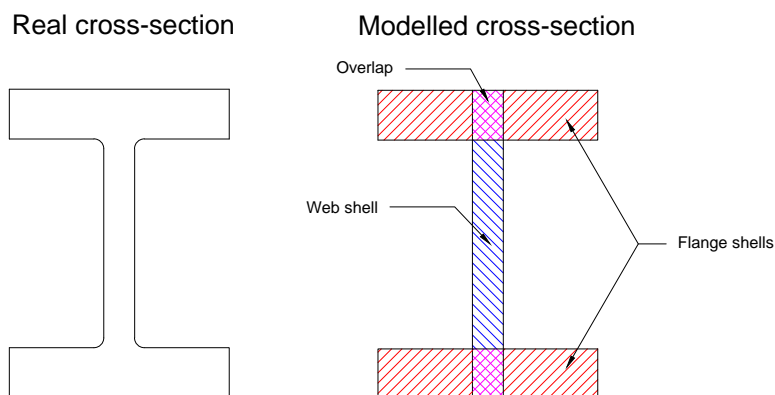 Real cross-section
Modelled cross-section
Overlap
Web shell
Flange shells